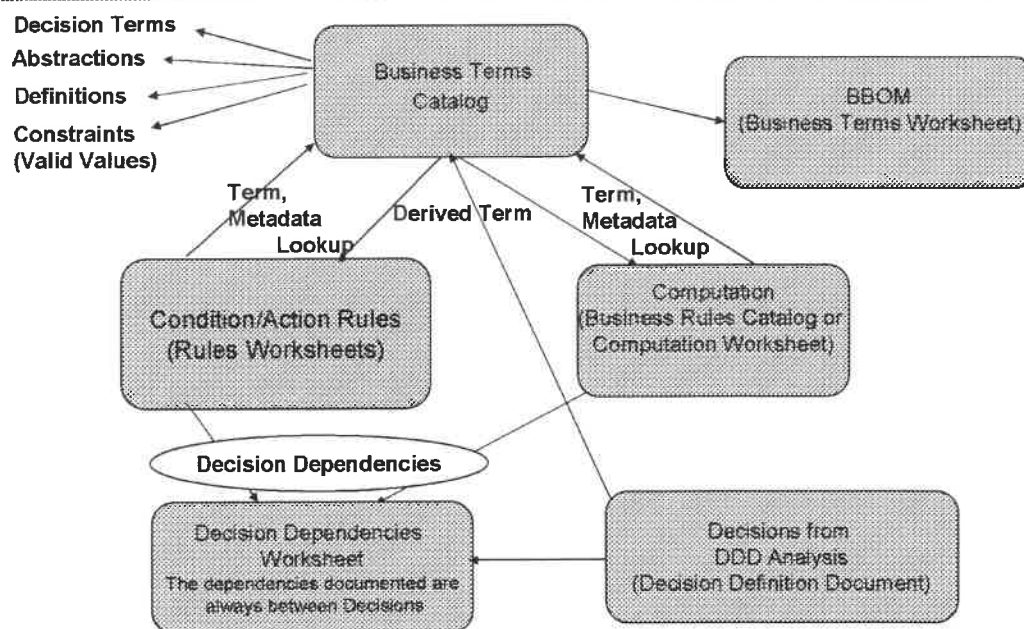 Decision Terms
Abstractions
Definitions
Constraints
(Valid Values)
Business Terms
Catalog
BBOM
(Business Terms Worksheet)
Term,
Metadata
Lookup
Derived Term
Term,
Metadata
Lookup
Condition/Action Rules
(Rules Worksheets)
Computation
(Business Rules Catalog or
Computation Worksheet)
Decision Dependencies
Decision Dependencies
Worksheet
The dependencies documented are
always between Decisions
Decisions from
DDD Analysis
(Decision Definition Document)